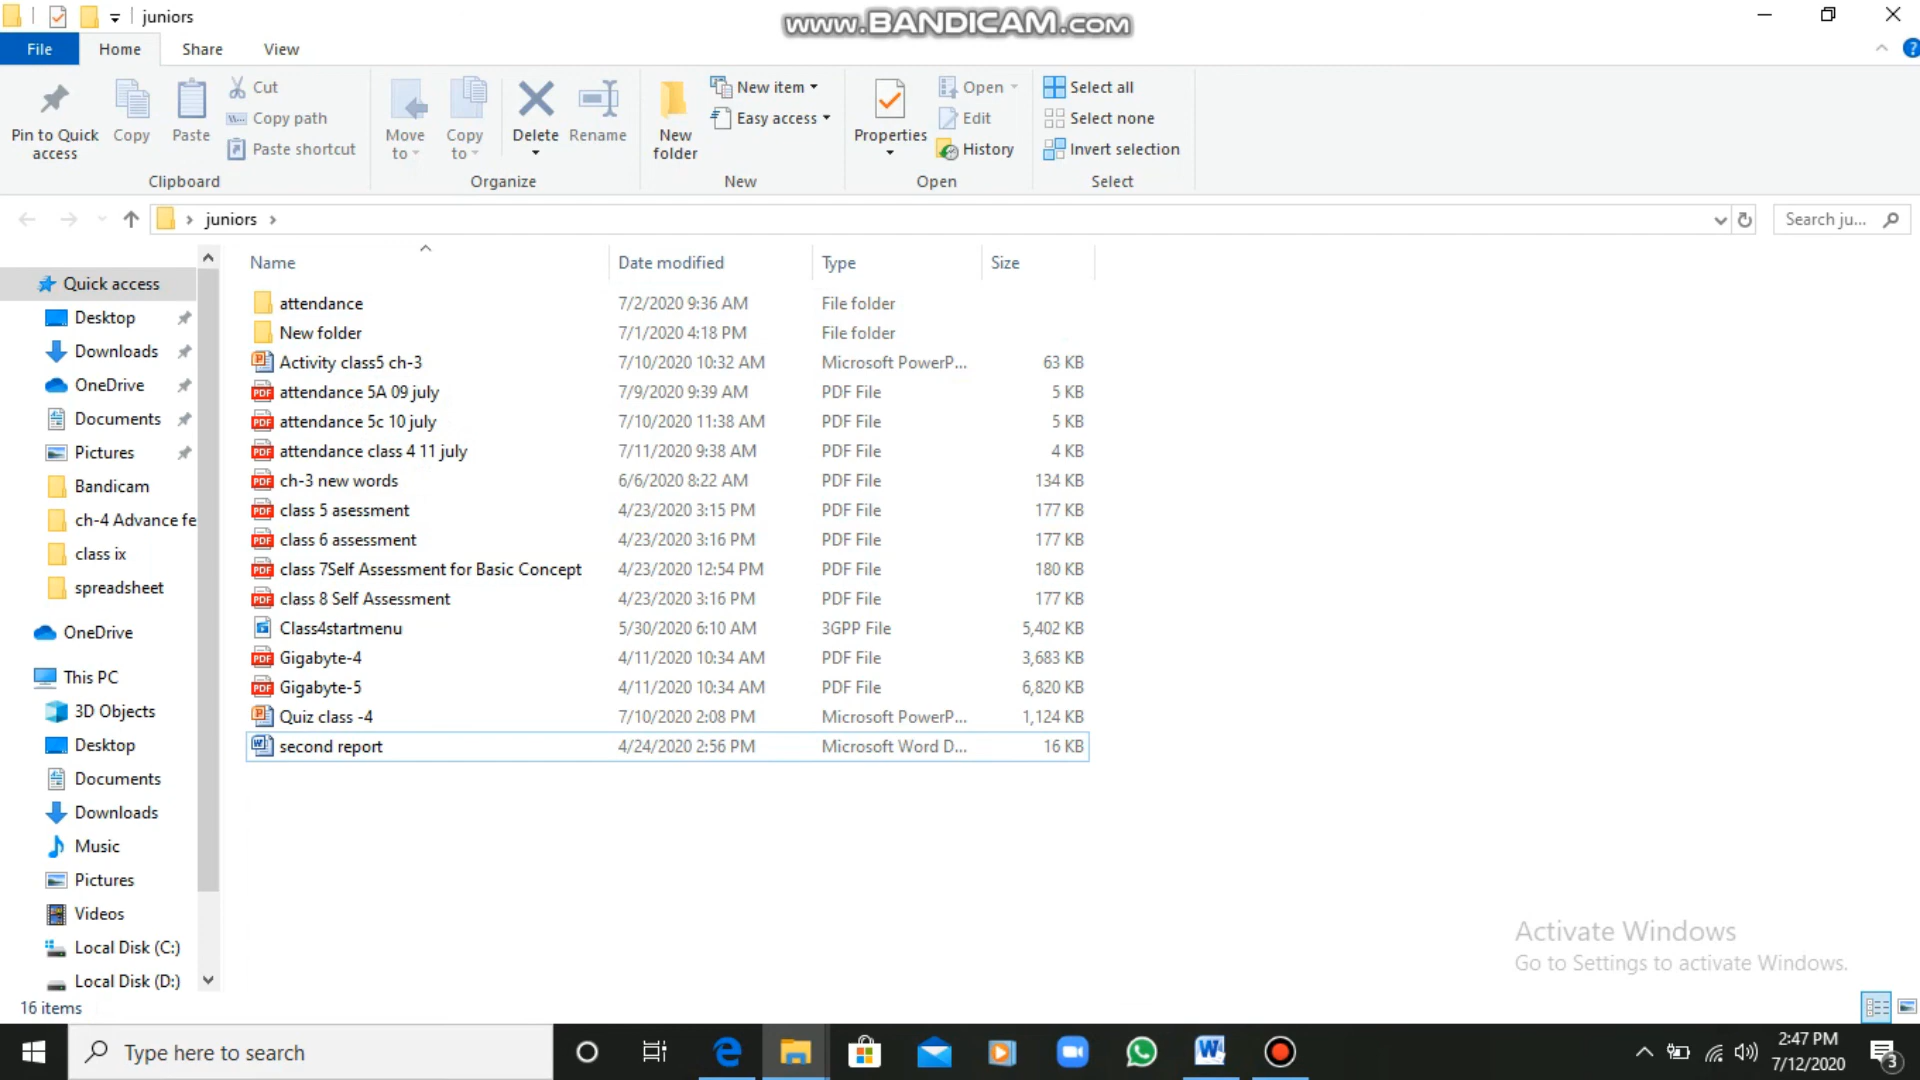 juniors
www.BANDICAM.com
File Home Share View
Pin to Quick access
Copy
Paste
Cut
Copy path
Paste shortcut
Clipboard
Move to
Copy to
Delete
Rename
Organize
New folder
New item
Easy access
New
Properties
Open
Edit
History
Open
Select all
Select none
Invert selection
Select
juniors
Search ju...
Quick access
Desktop
Downloads
OneDrive
Documents
Pictures
Bandicam
ch-4 Advance fe
class ix
spreadsheet
OneDrive
This PC
3D Objects
Desktop
Documents
Downloads
Music
Pictures
Videos
Local Disk (C:)
Local Disk (D:)
Name Date modified Type Size
attendance 7/2/2020 9:36 AM File folder
New folder 7/1/2020 4:18 PM File folder
Activity class5 ch-3 7/10/2020 10:32 AM Microsoft PowerP... 63 KB
attendance 5A 09 july 7/9/2020 9:39 AM PDF File 5 KB
attendance 5c 10 july 7/10/2020 11:38 AM PDF File 5 KB
attendance class 4 11 july 7/11/2020 9:38 AM PDF File 4 KB
ch-3 new words 6/6/2020 8:22 AM PDF File 134 KB
class 5 asessment 4/23/2020 3:15 PM PDF File 177 KB
class 6 assessment 4/23/2020 3:16 PM PDF File 177 KB
class 7Self Assessment for Basic Concept 4/23/2020 12:54 PM PDF File 180 KB
class 8 Self Assessment 4/23/2020 3:16 PM PDF File 177 KB
Class4startmenu 5/30/2020 6:10 AM 3GPP File 5,402 KB
Gigabyte-4 4/11/2020 10:34 AM PDF File 3,683 KB
Gigabyte-5 4/11/2020 10:34 AM PDF File 6,820 KB
Quiz class -4 7/10/2020 2:08 PM Microsoft PowerP... 1,124 KB
second report 4/24/2020 2:56 PM Microsoft Word D... 16 KB
Activate Windows
Go to Settings to activate Windows.
16 items
Type here to search
2:47 PM
7/12/2020
3